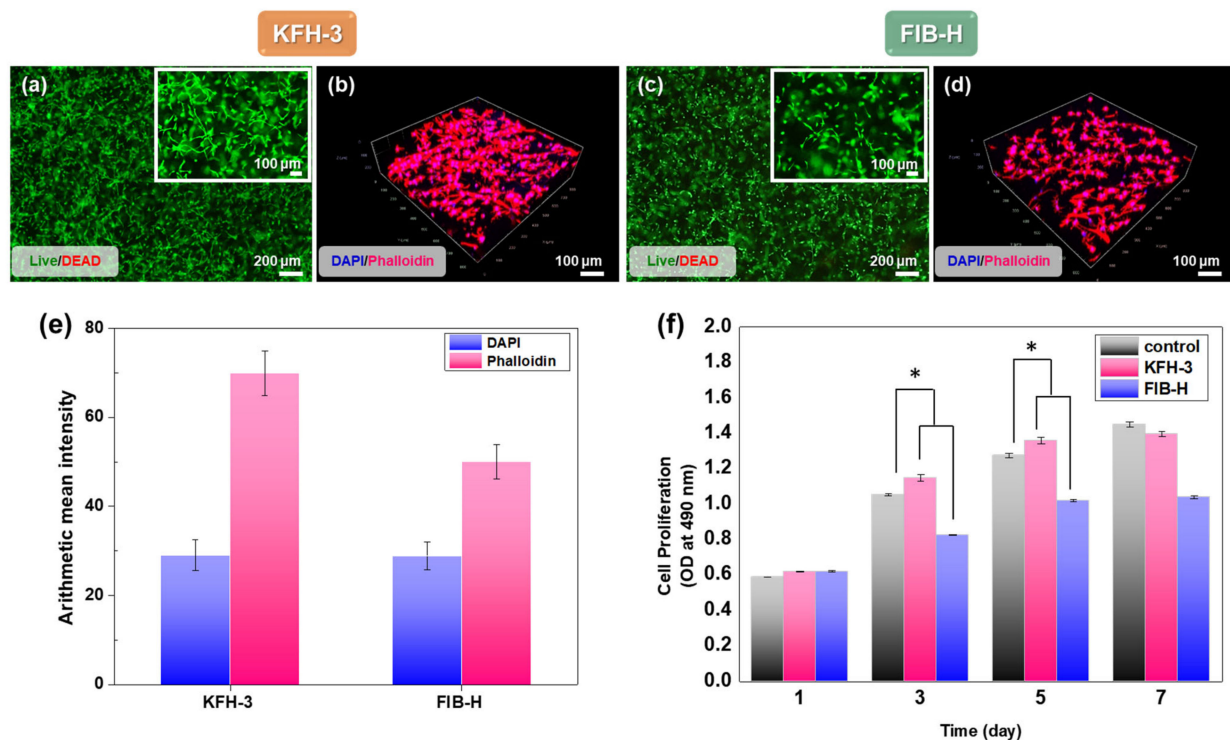 KFH-3
FIB-H
(a)
100 µm
Live/DEAD
200 µm
(b)
DAPI/Phalloidin
100 µm
(c)
100 µm
Live/DEAD
200 µm
(d)
DAPI/Phalloidin
100 µm
(e)
Arithmetic mean intensity
80
60
40
20
0
DAPI
Phalloidin
KFH-3
FIB-H
(f)
Cell Proliferation
(OD at 490 nm)
2.0
1.8
1.6
1.4
1.2
1.0
0.8
0.6
0.4
0.2
0.0
control
KFH-3
FIB-H
*
*
1
3
5
7
Time (day)